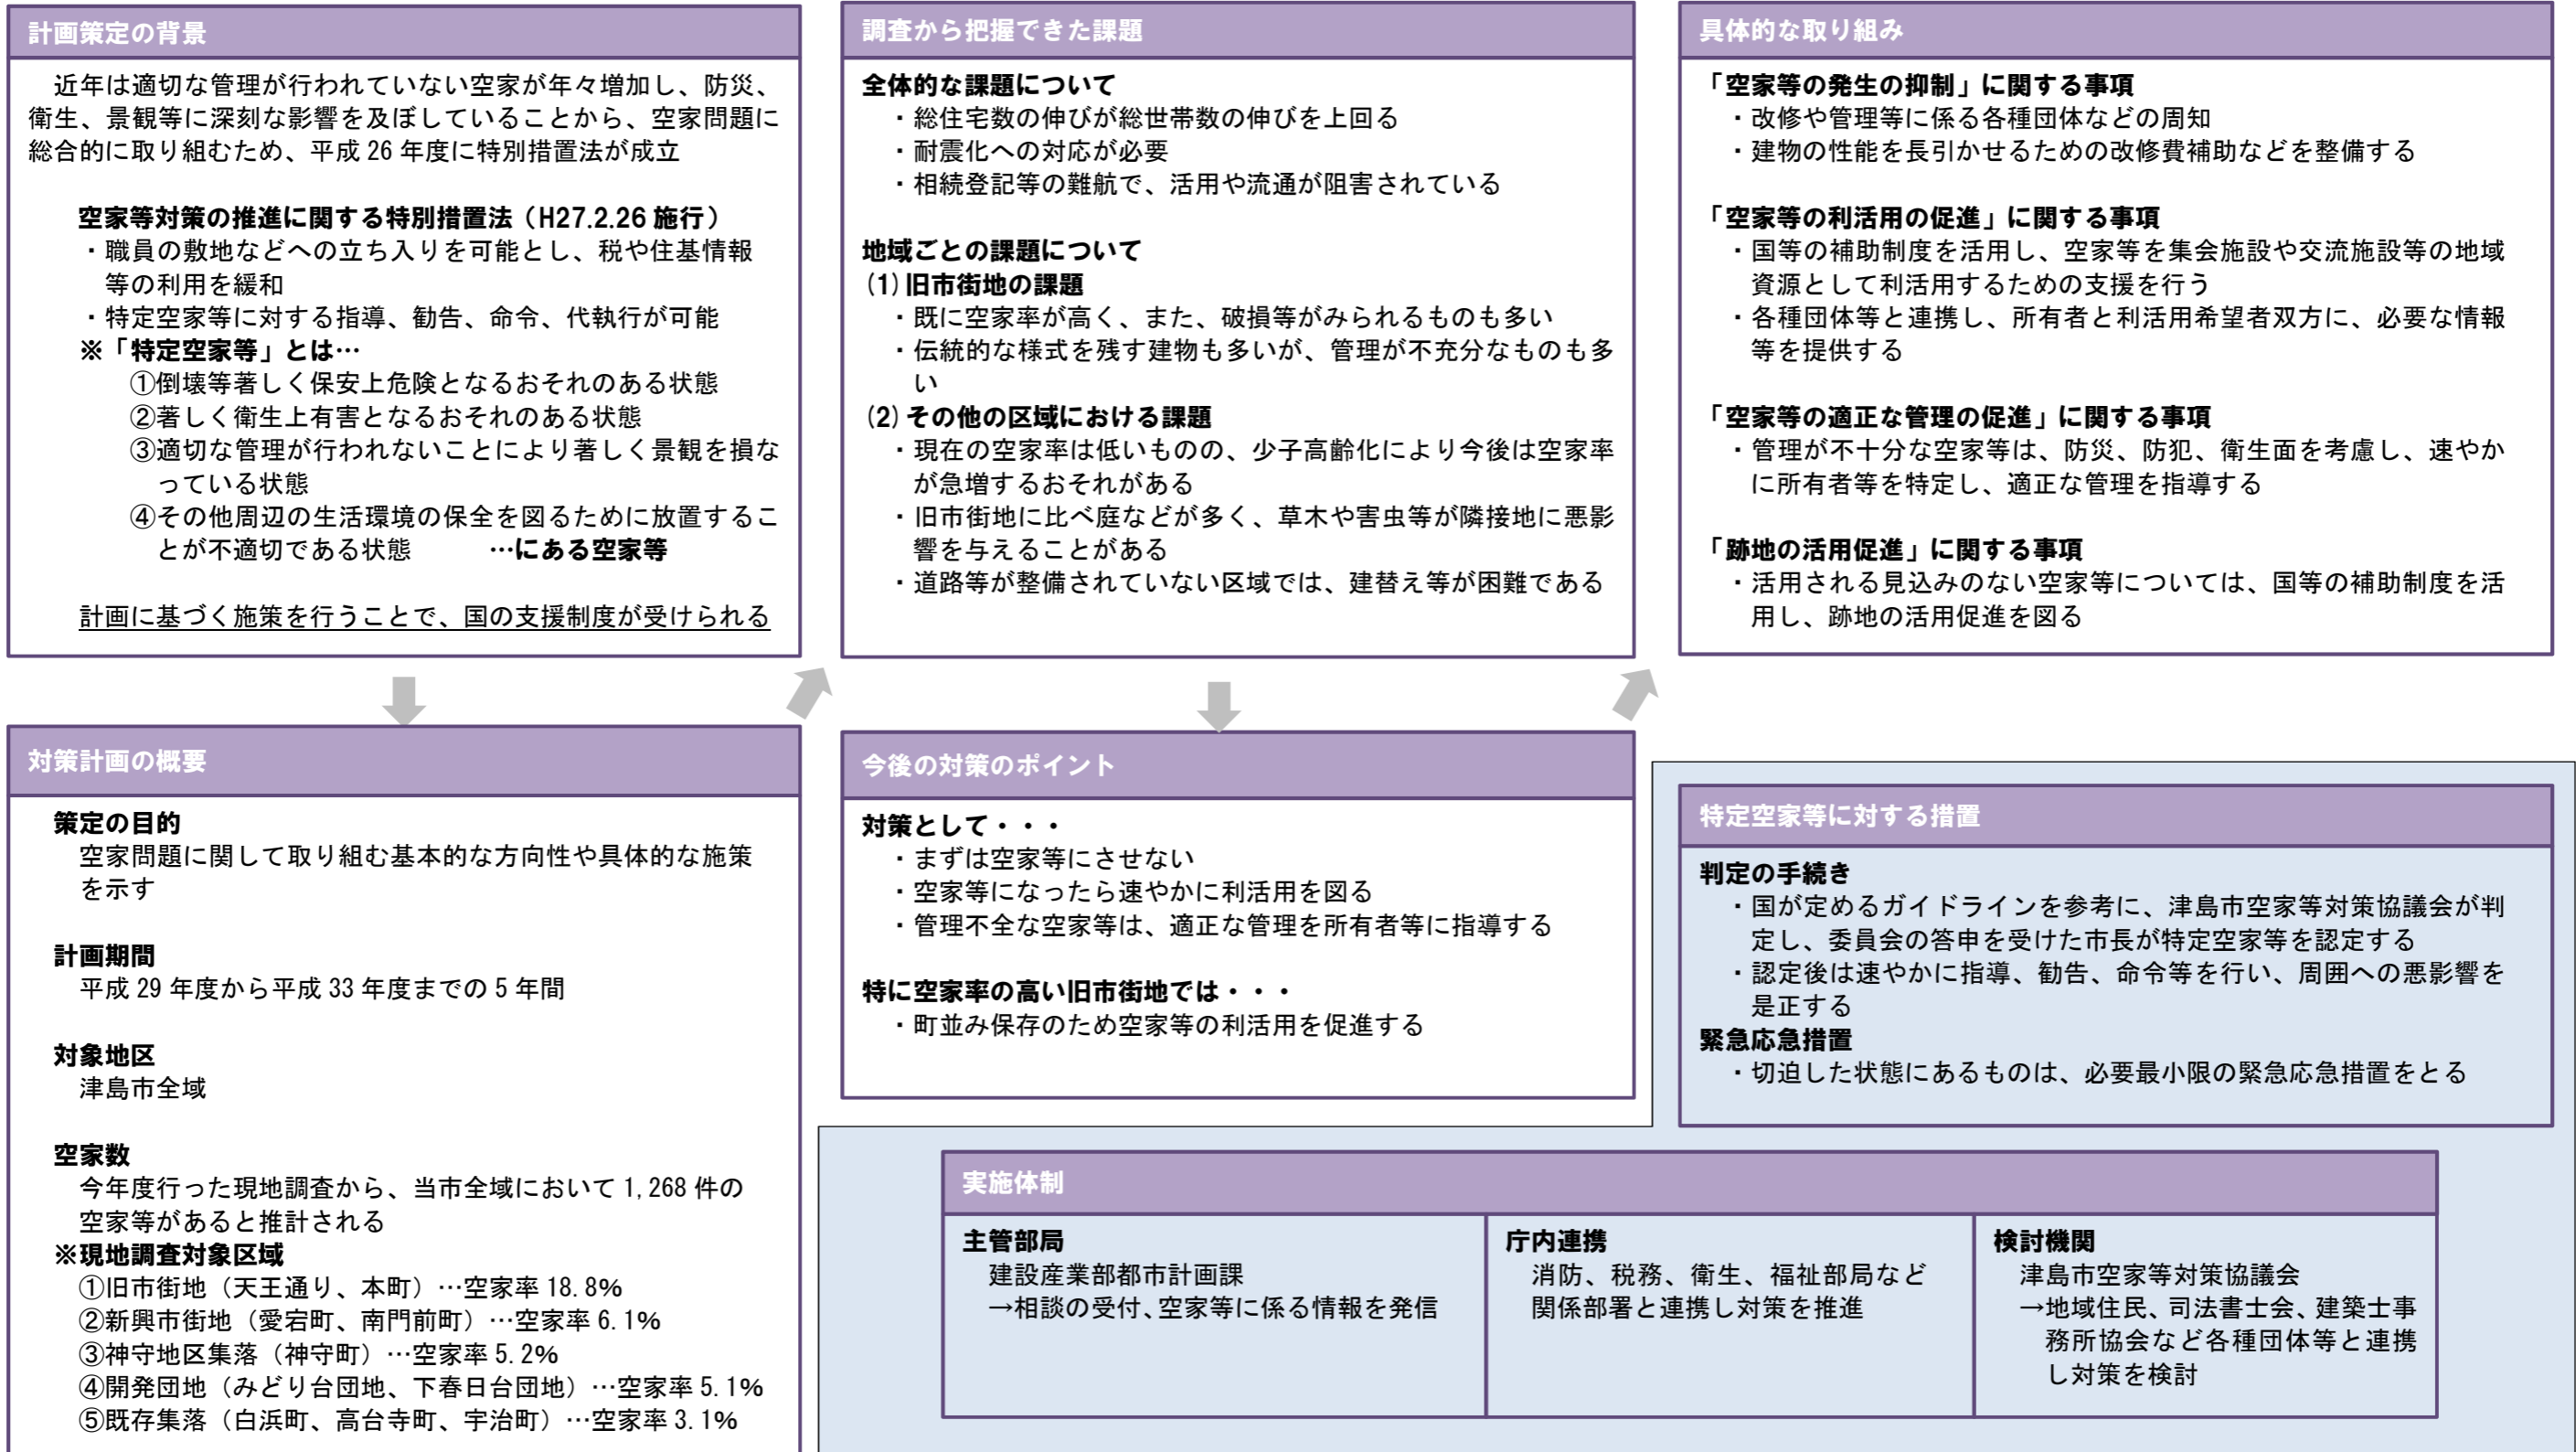 計画策定の背景
近年は適切な管理が行われていない空家が年々増加し、防災、
衛生、景観等に深刻な影響を及ぼしていることから、空家問題に
総合的に取り組むため、平成 26 年度に特別措置法が成立
空家等対策の推進に関する特別措置法（H27.2.26 施行）
・職員の敷地などへの立ち入りを可能とし、税や住基情報
等の利用を緩和
・特定空家等に対する指導、勧告、命令、代執行が可能
※「特定空家等」とは…
①倒壊等著しく保安上危険となるおそれのある状態
②著しく衛生上有害となるおそれのある状態
③適切な管理が行われないことにより著しく景観を損な
っている状態
④その他周辺の生活環境の保全を図るために放置するこ
とが不適切である状態　　…にある空家等
計画に基づく施策を行うことで、国の支援制度が受けられる
対策計画の概要
策定の目的
空家問題に関して取り組む基本的な方向性や具体的な施策
を示す
計画期間
平成 29 年度から平成 33 年度までの 5 年間
対象地区
津島市全域
空家数
今年度行った現地調査から、当市全域において 1,268 件の
空家等があると推計される
※現地調査対象区域
①旧市街地（天王通り、本町）…空家率 18.8%
②新興市街地（愛宕町、南門前町）…空家率 6.1%
③神守地区集落（神守町）…空家率 5.2%
④開発団地（みどり台団地、下春日台団地）…空家率 5.1%
⑤既存集落（白浜町、高台寺町、宇治町）…空家率 3.1%
調査から把握できた課題
全体的な課題について
・総住宅数の伸びが総世帯数の伸びを上回る
・耐震化への対応が必要
・相続登記等の難航で、活用や流通が阻害されている
地域ごとの課題について
(1)旧市街地の課題
・既に空家率が高く、また、破損等がみられるものも多い
・伝統的な様式を残す建物も多いが、管理が不充分なものも多
い
(2)その他の区域における課題
・現在の空家率は低いものの、少子高齢化により今後は空家率
が急増するおそれがある
・旧市街地に比べ庭などが多く、草木や害虫等が隣接地に悪影
響を与えることがある
・道路等が整備されていない区域では、建替え等が困難である
今後の対策のポイント
対策として・・・
・まずは空家等にさせない
・空家等になったら速やかに利活用を図る
・管理不全な空家等は、適正な管理を所有者等に指導する
特に空家率の高い旧市街地では・・・
・町並み保存のため空家等の利活用を促進する
具体的な取り組み
「空家等の発生の抑制」に関する事項
・改修や管理等に係る各種団体などの周知
・建物の性能を長引かせるための改修費補助などを整備する
「空家等の利活用の促進」に関する事項
・国等の補助制度を活用し、空家等を集会施設や交流施設等の地域
資源として利活用するための支援を行う
・各種団体等と連携し、所有者と利活用希望者双方に、必要な情報
等を提供する
「空家等の適正な管理の促進」に関する事項
・管理が不十分な空家等は、防災、防犯、衛生面を考慮し、速やか
に所有者等を特定し、適正な管理を指導する
「跡地の活用促進」に関する事項
・活用される見込みのない空家等については、国等の補助制度を活
用し、跡地の活用促進を図る
特定空家等に対する措置
判定の手続き
・国が定めるガイドラインを参考に、津島市空家等対策協議会が判
定し、委員会の答申を受けた市長が特定空家等を認定する
・認定後は速やかに指導、勧告、命令等を行い、周囲への悪影響を
是正する
緊急応急措置
・切迫した状態にあるものは、必要最小限の緊急応急措置をとる
実施体制
主管部局
建設産業部都市計画課
→相談の受付、空家等に係る情報を発信
庁内連携
消防、税務、衛生、福祉部局など
関係部署と連携し対策を推進
検討機関
津島市空家等対策協議会
→地域住民、司法書士会、建築士事
務所協会など各種団体等と連携
し対策を検討